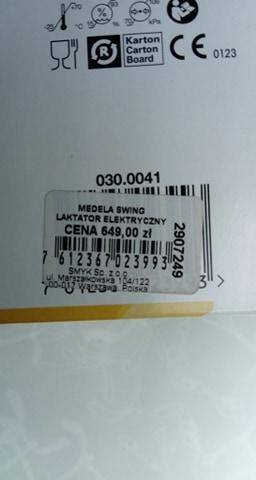 Karton
Carton
Board
CE 0123
030.0041
MEDELA SWING
LAKTATOR ELEKTRYCZNY
CENA 649,00 zł
7 612367 023993
2907249
SMYK Sp. z o.o.
ul. Marszałkowska 104/122
00-017 Warszawa, Polska